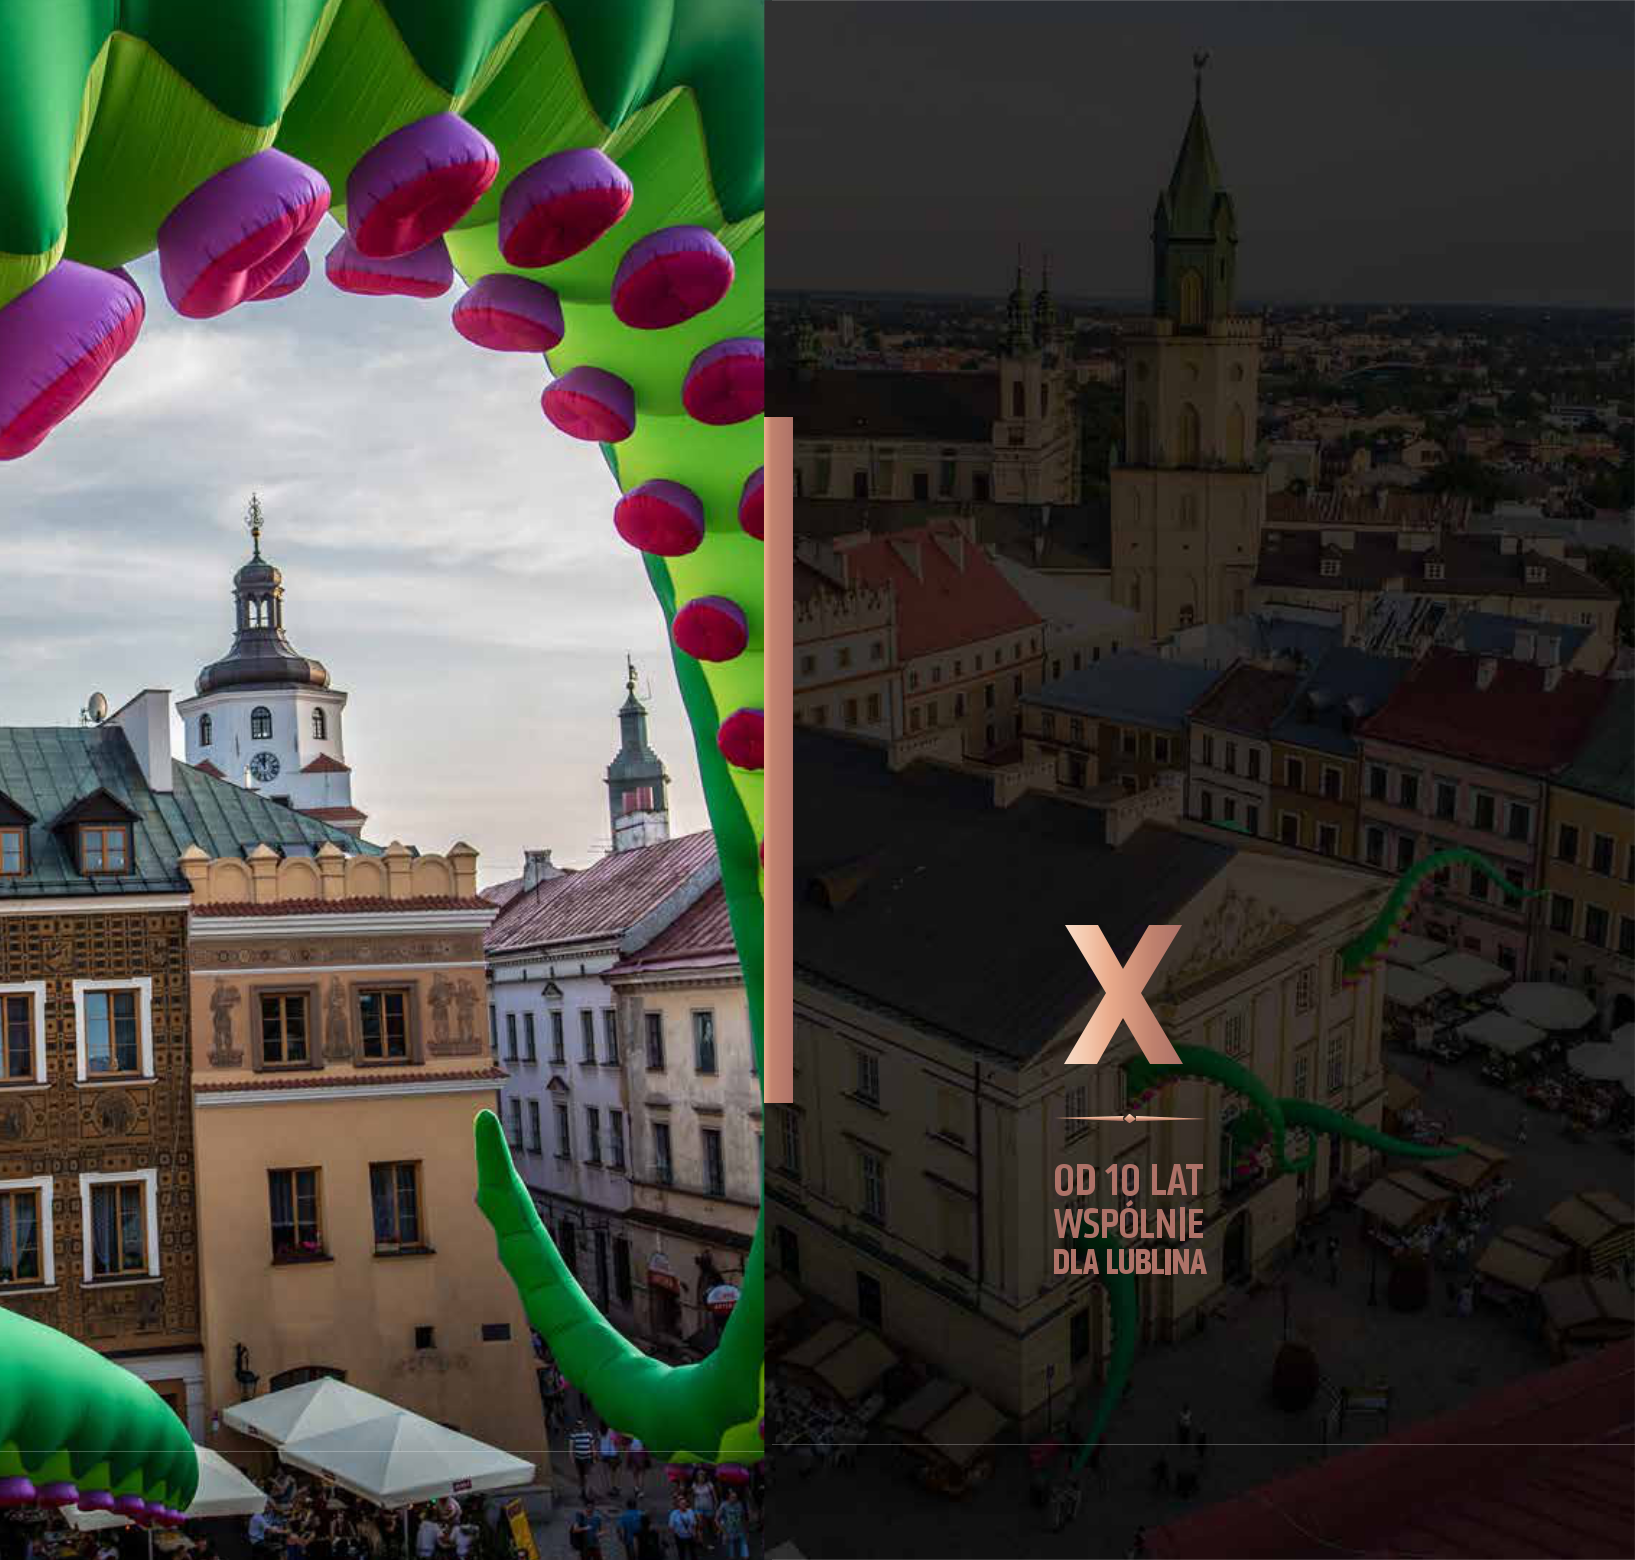 X
OD 10 LAT
WSPÓLNIE
DLA LUBLINA